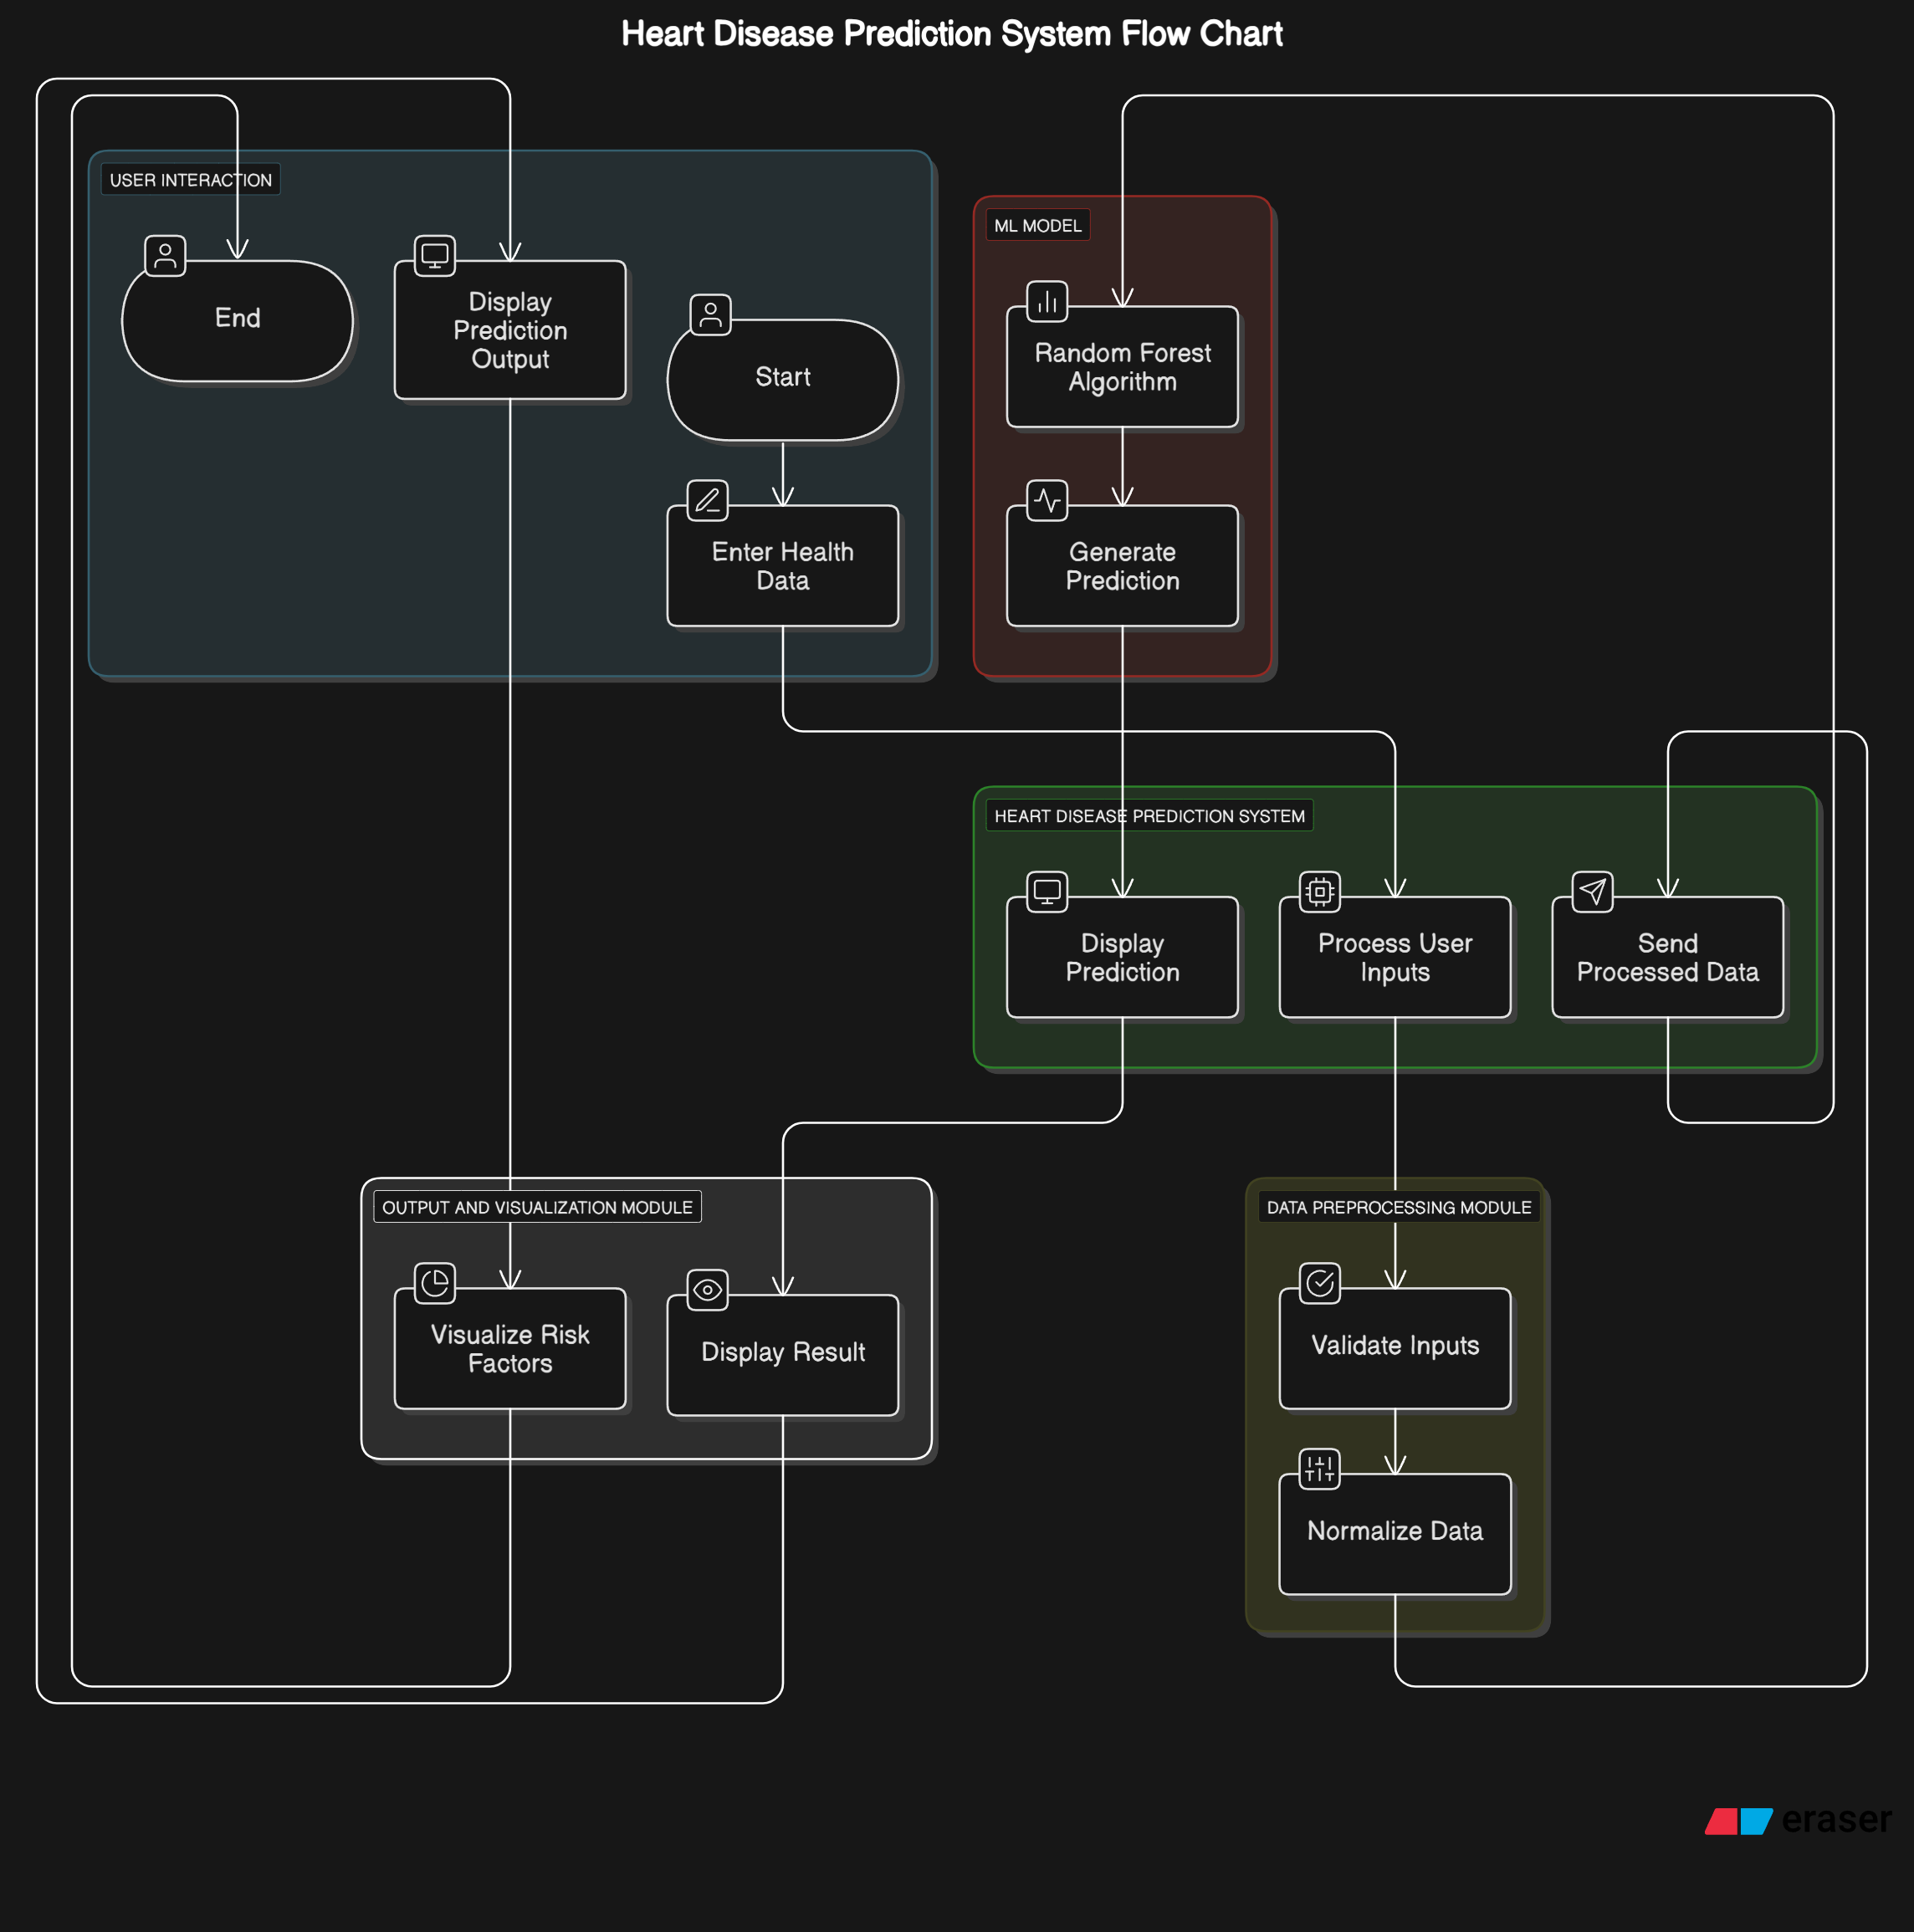 Heart Disease Prediction System Flow Chart
USER INTERACTION
End
Display
Prediction
Output
Start
Enter Health
Data
ML MODEL
Random Forest
Algorithm
Generate
Prediction
HEART DISEASE PREDICTION SYSTEM
Display
Prediction
Process User
Inputs
Send
Processed Data
OUTPUT AND VISUALIZATION MODULE
Visualize Risk
Factors
Display Result
DATA PREPROCESSING MODULE
Validate Inputs
Normalize Data
eraser